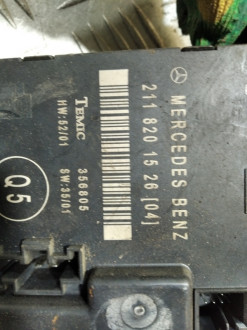 MERCEDES BENZ
211 820 15 26 [04]
TEMIC 356805
HW:52/01 SW:35/01
Q5